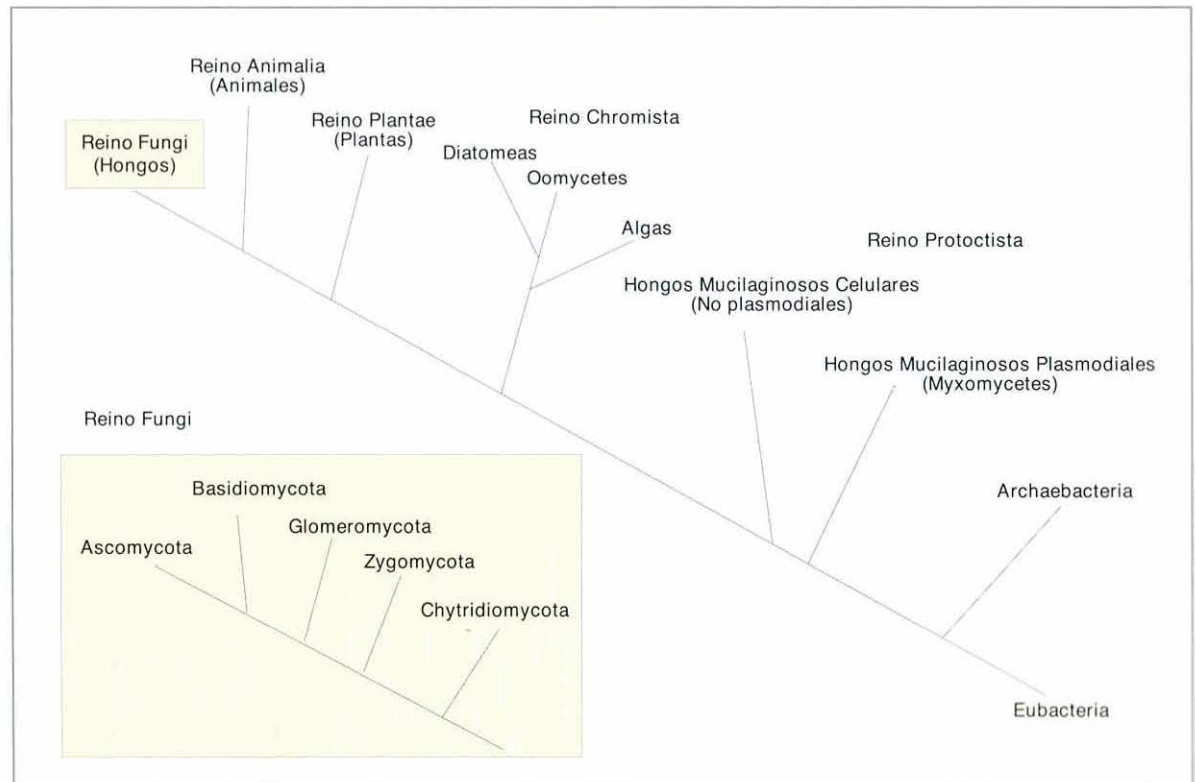 Reino Animalia
(Animales)
Reino Fungi
(Hongos)
Reino Plantae
(Plantas)
Reino Chromista
Diatomeas
Oomycetes
Algas
Reino Protoctista
Hongos Mucilaginosos Celulares
(No plasmodiales)
Hongos Mucilaginosos Plasmodiales
(Myxomycetes)
Archaebacteria
Eubacteria
Reino Fungi
Basidiomycota
Glomeromycota
Ascomycota
Zygomycota
Chytridiomycota